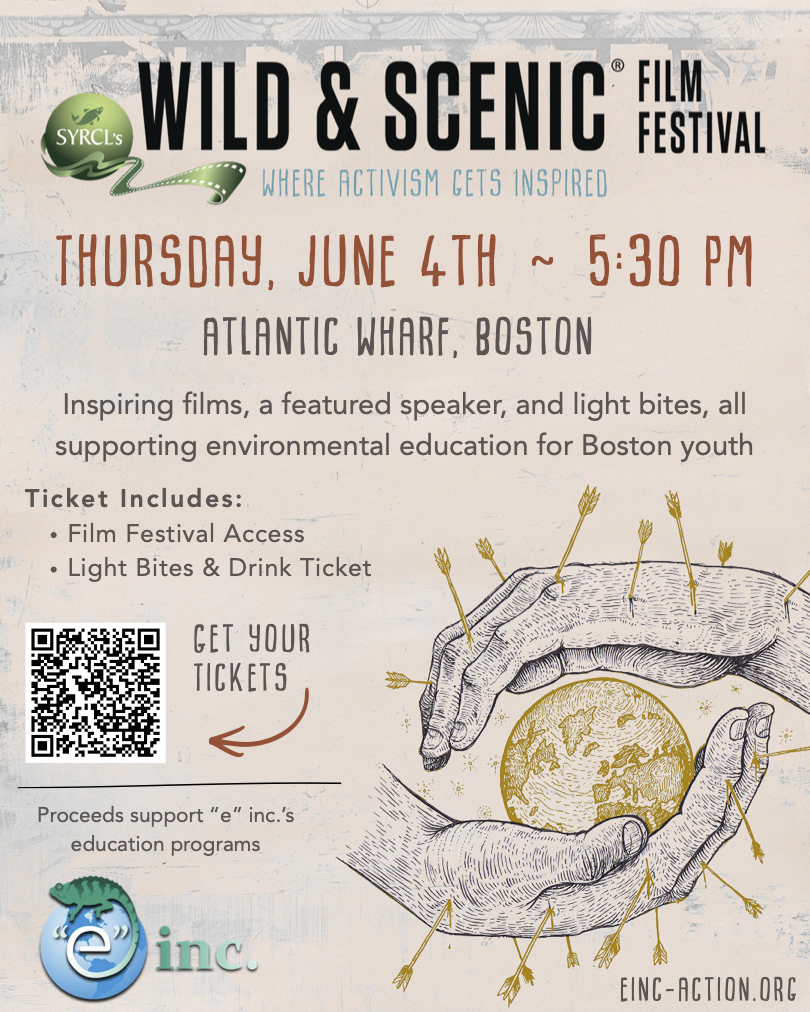 SYRCL's
WILD & SCENIC® FILM FESTIVAL
WHERE ACTIVISM GETS INSPIRED
THURSDAY, JUNE 4TH ~ 5:30 PM
ATLANTIC WHARF, BOSTON
Inspiring films, a featured speaker, and light bites, all
supporting environmental education for Boston youth
Ticket Includes:
• Film Festival Access
• Light Bites & Drink Ticket
GET YOUR
TICKETS
Proceeds support “e” inc.’s
education programs
“e” inc.
EINC-ACTION.ORG